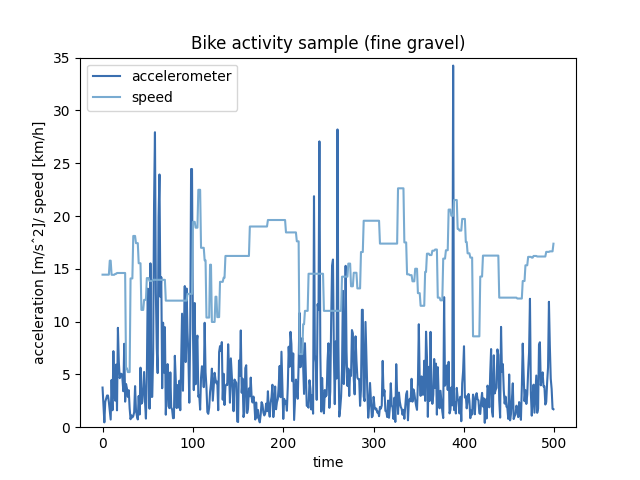 Bike activity sample (fine gravel)
accelerometer
speed
acceleration [m/s^2]/ speed [km/h]
35
30
25
20
15
10
5
0
0 100 200 300 400 500
time